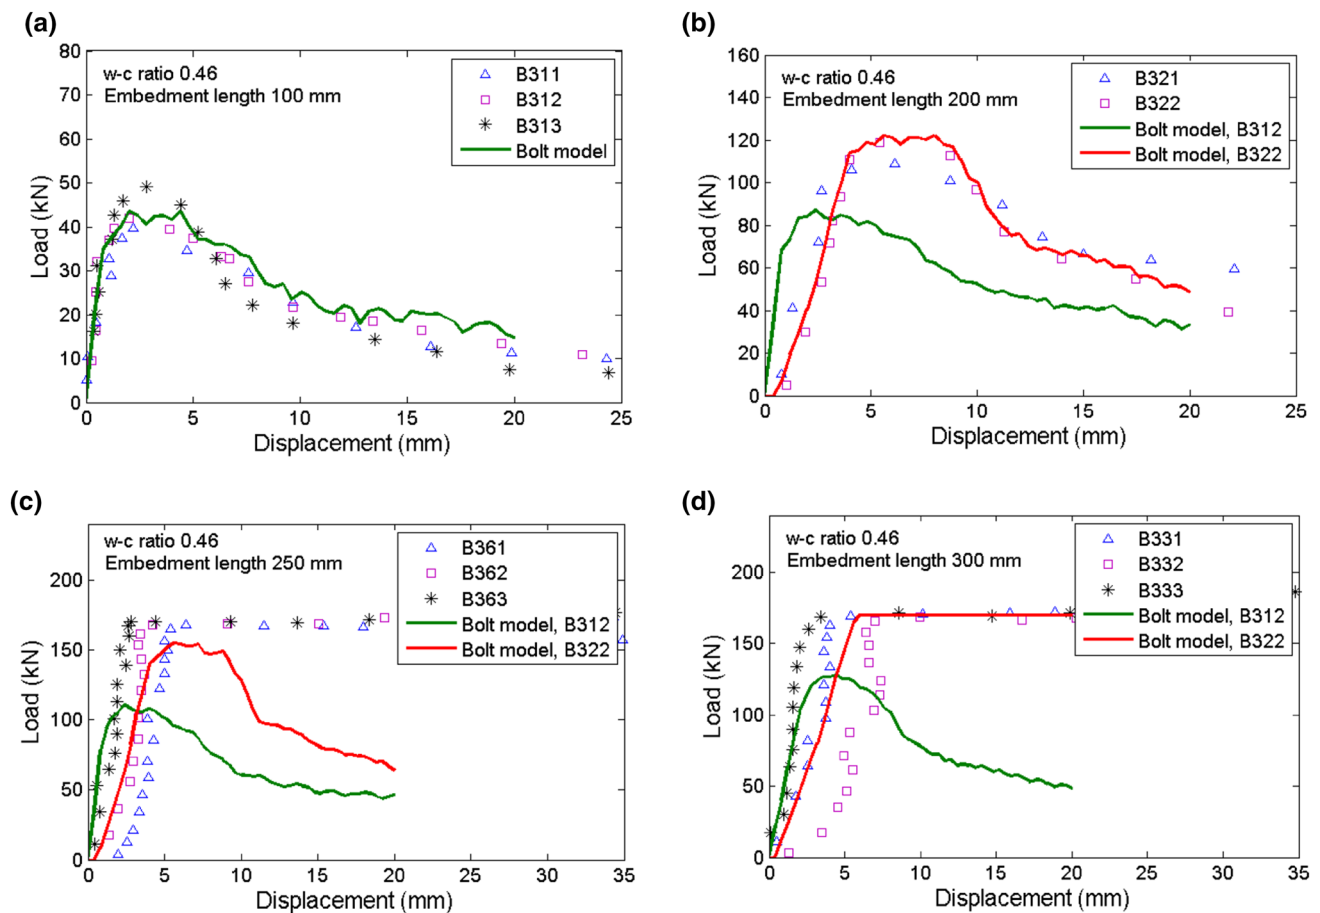 (a)
80
70
60
50
40
30
20
10
0
Load (kN)
w-c ratio 0.46
Embedment length 100 mm
B311
B312
B313
Bolt model
0 5 10 15 20 25
Displacement (mm)
(b)
160
140
120
100
80
60
40
20
0
Load (kN)
w-c ratio 0.46
Embedment length 200 mm
B321
B322
Bolt model, B312
Bolt model, B322
0 5 10 15 20 25
Displacement (mm)
(c)
200
150
100
50
0
Load (kN)
w-c ratio 0.46
Embedment length 250 mm
B361
B362
B363
Bolt model, B312
Bolt model, B322
0 5 10 15 20 25 30 35
Displacement (mm)
(d)
200
150
100
50
0
Load (kN)
w-c ratio 0.46
Embedment length 300 mm
B331
B332
B333
Bolt model, B312
Bolt model, B322
0 5 10 15 20 25 30 35
Displacement (mm)